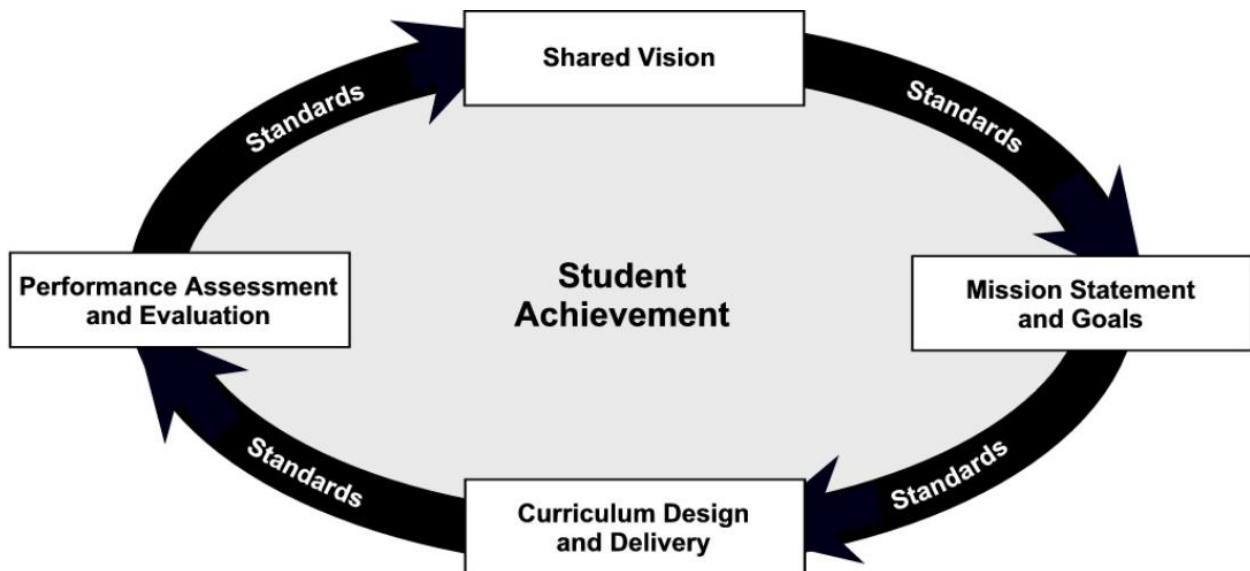 Shared Vision
Standards
Standards
Performance Assessment
and Evaluation
Student
Achievement
Mission Statement
and Goals
Standards
Standards
Curriculum Design
and Delivery